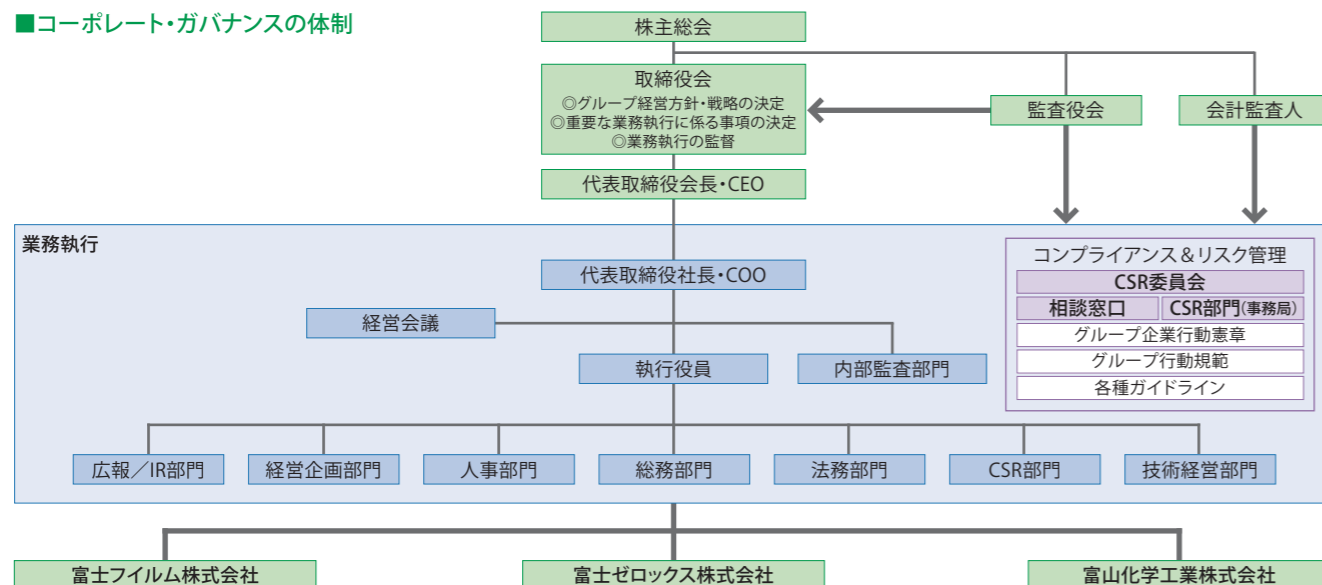 ■コーポレート・ガバナンスの体制
株主総会
取締役会
◎グループ経営方針・戦略の決定
◎重要な業務執行に係る事項の決定
◎業務執行の監督
監査役会
会計監査人
代表取締役会長・CEO
業務執行
代表取締役社長・COO
経営会議
執行役員
内部監査部門
コンプライアンス&リスク管理
CSR委員会
相談窓口
CSR部門(事務局)
グループ企業行動憲章
グループ行動規範
各種ガイドライン
広報/IR部門
経営企画部門
人事部門
総務部門
法務部門
CSR部門
技術経営部門
富士フイルム株式会社
富士ゼロックス株式会社
富山化学工業株式会社